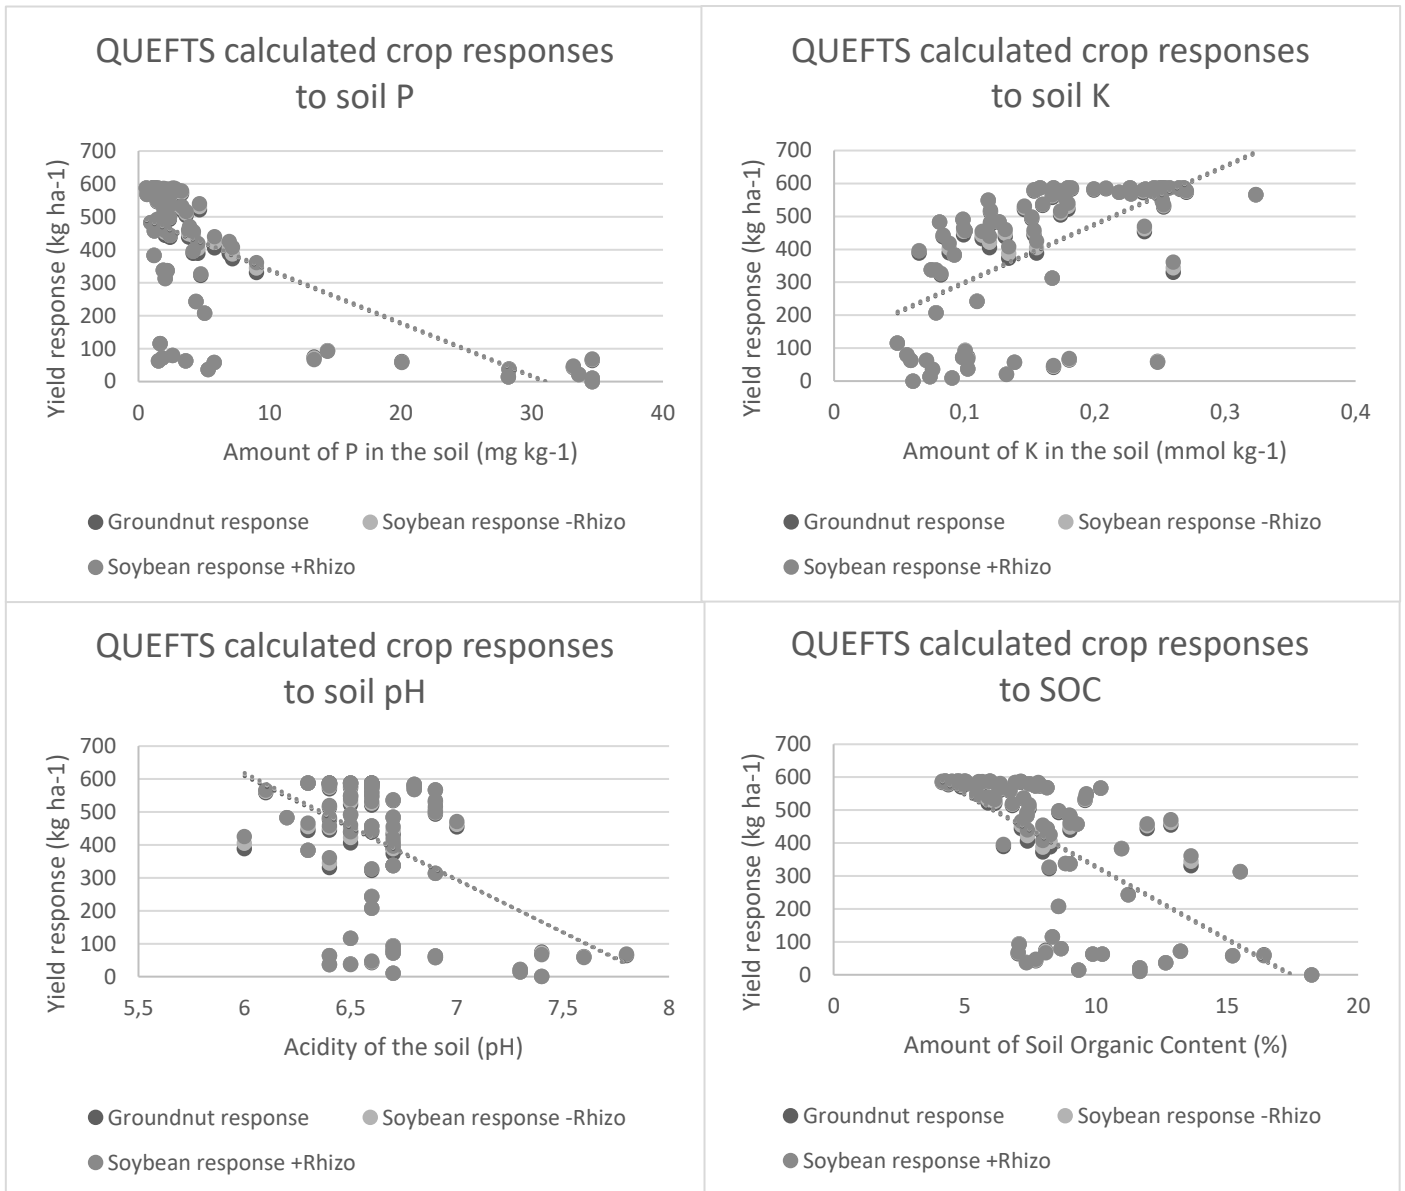 QUEFTS calculated crop responses
to soil P
Yield response (kg ha-1)
700
600
500
400
300
200
100
0
0 10 20 30 40
Amount of P in the soil (mg kg-1)
Groundnut response Soybean response -Rhizo
Soybean response +Rhizo
QUEFTS calculated crop responses
to soil K
Yield response (kg ha-1)
700
600
500
400
300
200
100
0
0 0,1 0,2 0,3 0,4
Amount of K in the soil (mmol kg-1)
Groundnut response Soybean response -Rhizo
Soybean response +Rhizo
QUEFTS calculated crop responses
to soil pH
Yield response (kg ha-1)
700
600
500
400
300
200
100
0
5,5 6 6,5 7 7,5 8
Acidity of the soil (pH)
Groundnut response Soybean response -Rhizo
Soybean response +Rhizo
QUEFTS calculated crop responses
to SOC
Yield response (kg ha-1)
700
600
500
400
300
200
100
0
0 5 10 15 20
Amount of Soil Organic Content (%)
Groundnut response Soybean response -Rhizo
Soybean response +Rhizo